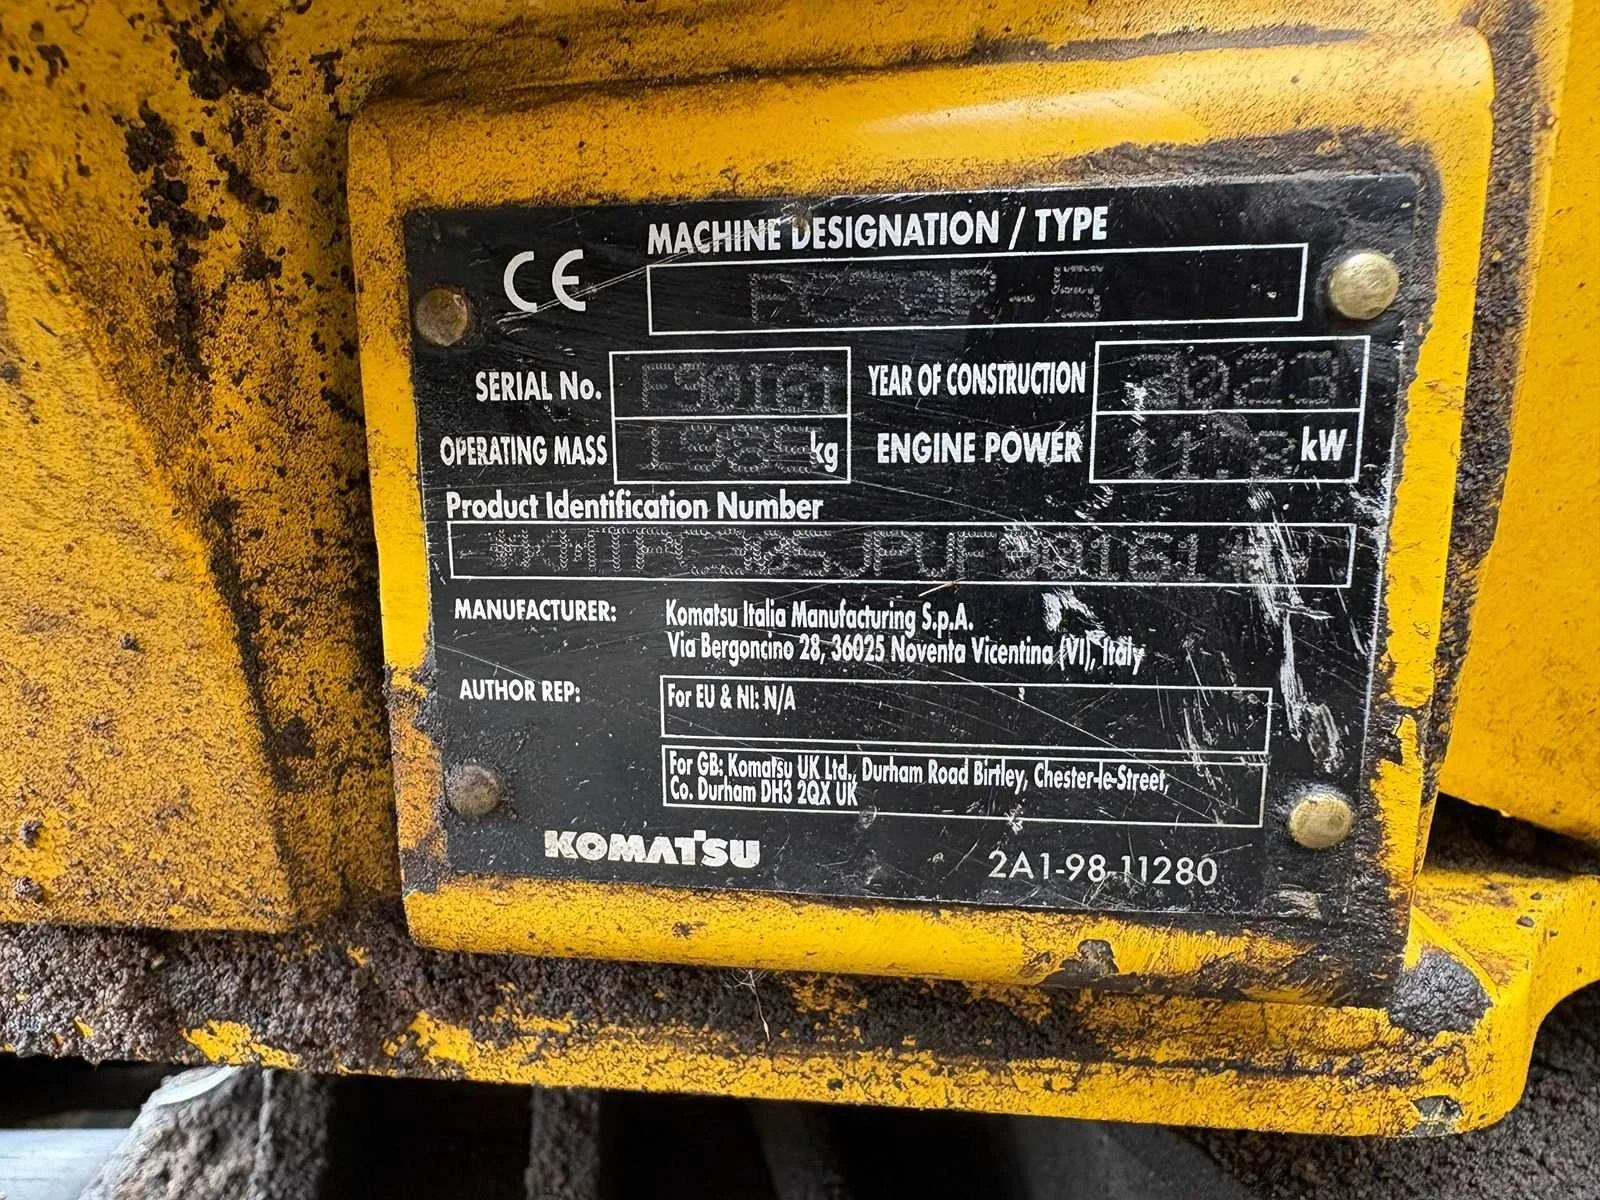 CE
MACHINE DESIGNATION / TYPE
SERIAL No. F90161
YEAR OF CONSTRUCTION 2023
OPERATING MASS kg
ENGINE POWER kW
Product Identification Number
MANUFACTURER: Komatsu Italia Manufacturing S.p.A.
Via Bergoncino 28, 36025 Noventa Vicentina (VI), Italy
AUTHOR REP: For EU & NI: N/A
For GB: Komatsu UK Ltd., Durham Road Birtley, Chester-le-Street,
Co. Durham DH3 2QX UK
KOMATSU
2A1-98-11280